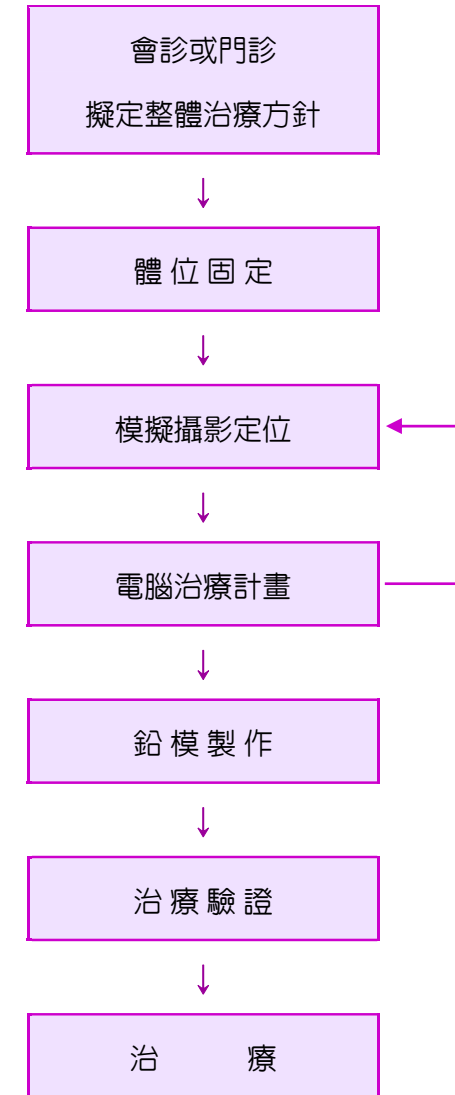 會診或門診
擬定整體治療方針
↓
體位固定
↓
模擬攝影定位
↓
電腦治療計畫
↓
鉛模製作
↓
治療驗證
↓
治 療